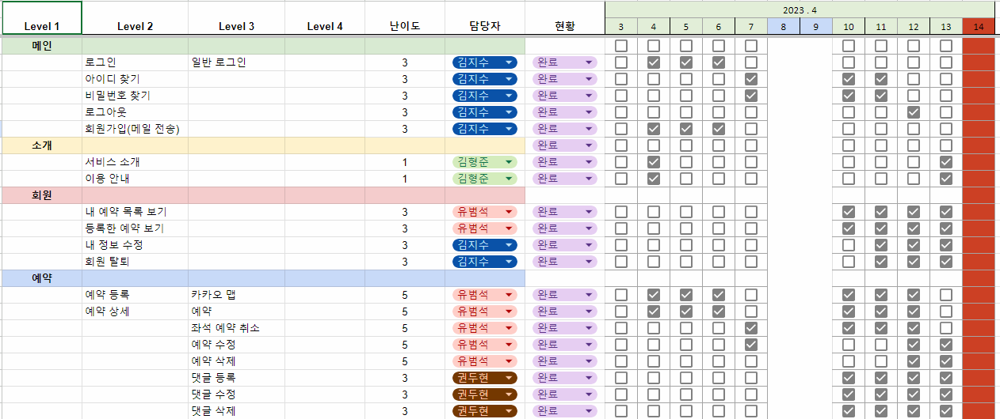 2023 . 4
Level 1 Level 2 Level 3 Level 4 난이도 담당자 현황 3 4 5 6 7 8 9 10 11 12 13 14
메인
로그인 일반 로그인 3 김지수 완료
아이디 찾기 3 김지수 완료
비밀번호 찾기 3 김지수 완료
로그아웃 3 김지수 완료
회원가입(메일 전송) 3 김지수 완료
소개 완료
서비스 소개 1 김형준 완료
이용 안내 1 김형준 완료
회원
내 예약 목록 보기 3 유범석 완료
등록한 예약 보기 3 유범석 완료
내 정보 수정 3 김지수 완료
회원 탈퇴 3 김지수 완료
예약
예약 등록 카카오 맵 5 유범석 완료
예약 상세 예약 5 유범석 완료
좌석 예약 취소 5 유범석 완료
예약 수정 5 유범석 완료
예약 삭제 5 유범석 완료
댓글 등록 3 권두현 완료
댓글 수정 3 권두현 완료
댓글 삭제 3 권두현 완료